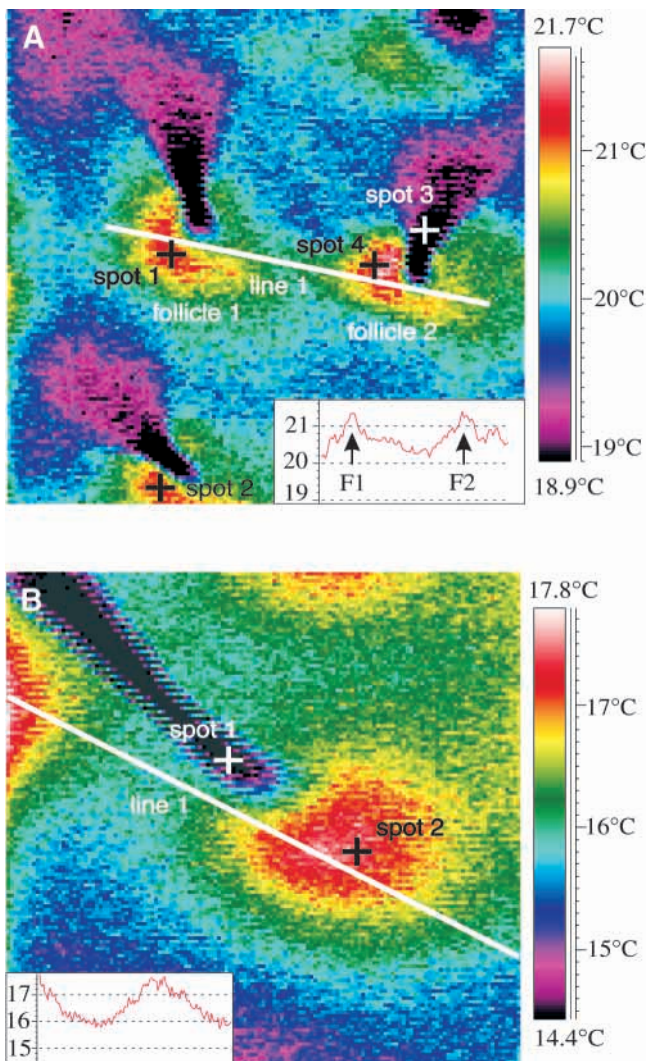 A
21.7°C
21°C
spot 3
spot 4
spot 1
line 1
follicle 1
20°C
follicle 2
21
20
19
F1
F2
spot 2
19°C
18.9°C
B
17.8°C
17°C
spot 1
line 1
spot 2
16°C
15°C
17
16
15
14.4°C